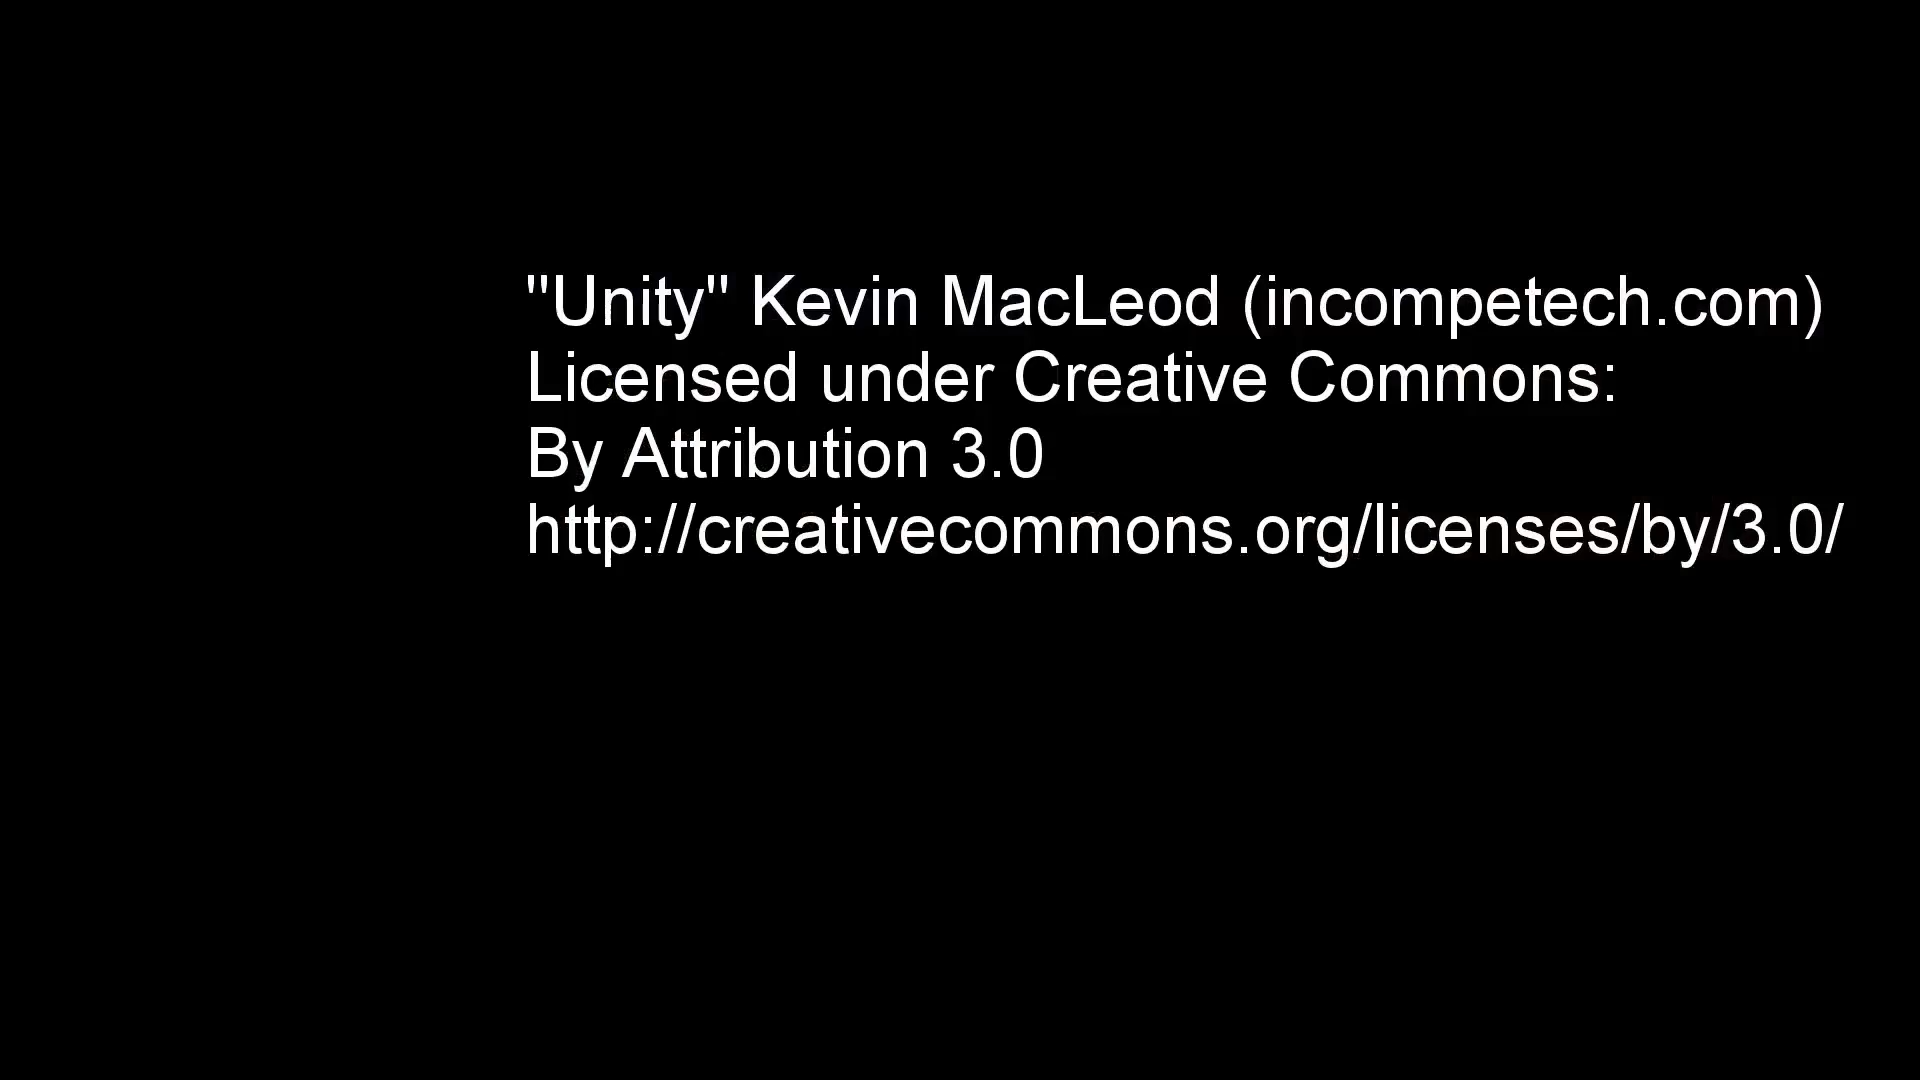 "Unity" Kevin MacLeod (incompetech.com)
Licensed under Creative Commons:
By Attribution 3.0
http://creativecommons.org/licenses/by/3.0/